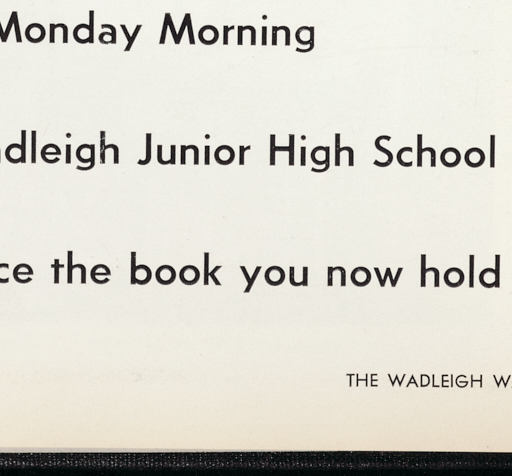 Monday Morning
dleigh Junior High School
ce the book you now hold
THE WADLEIGH W